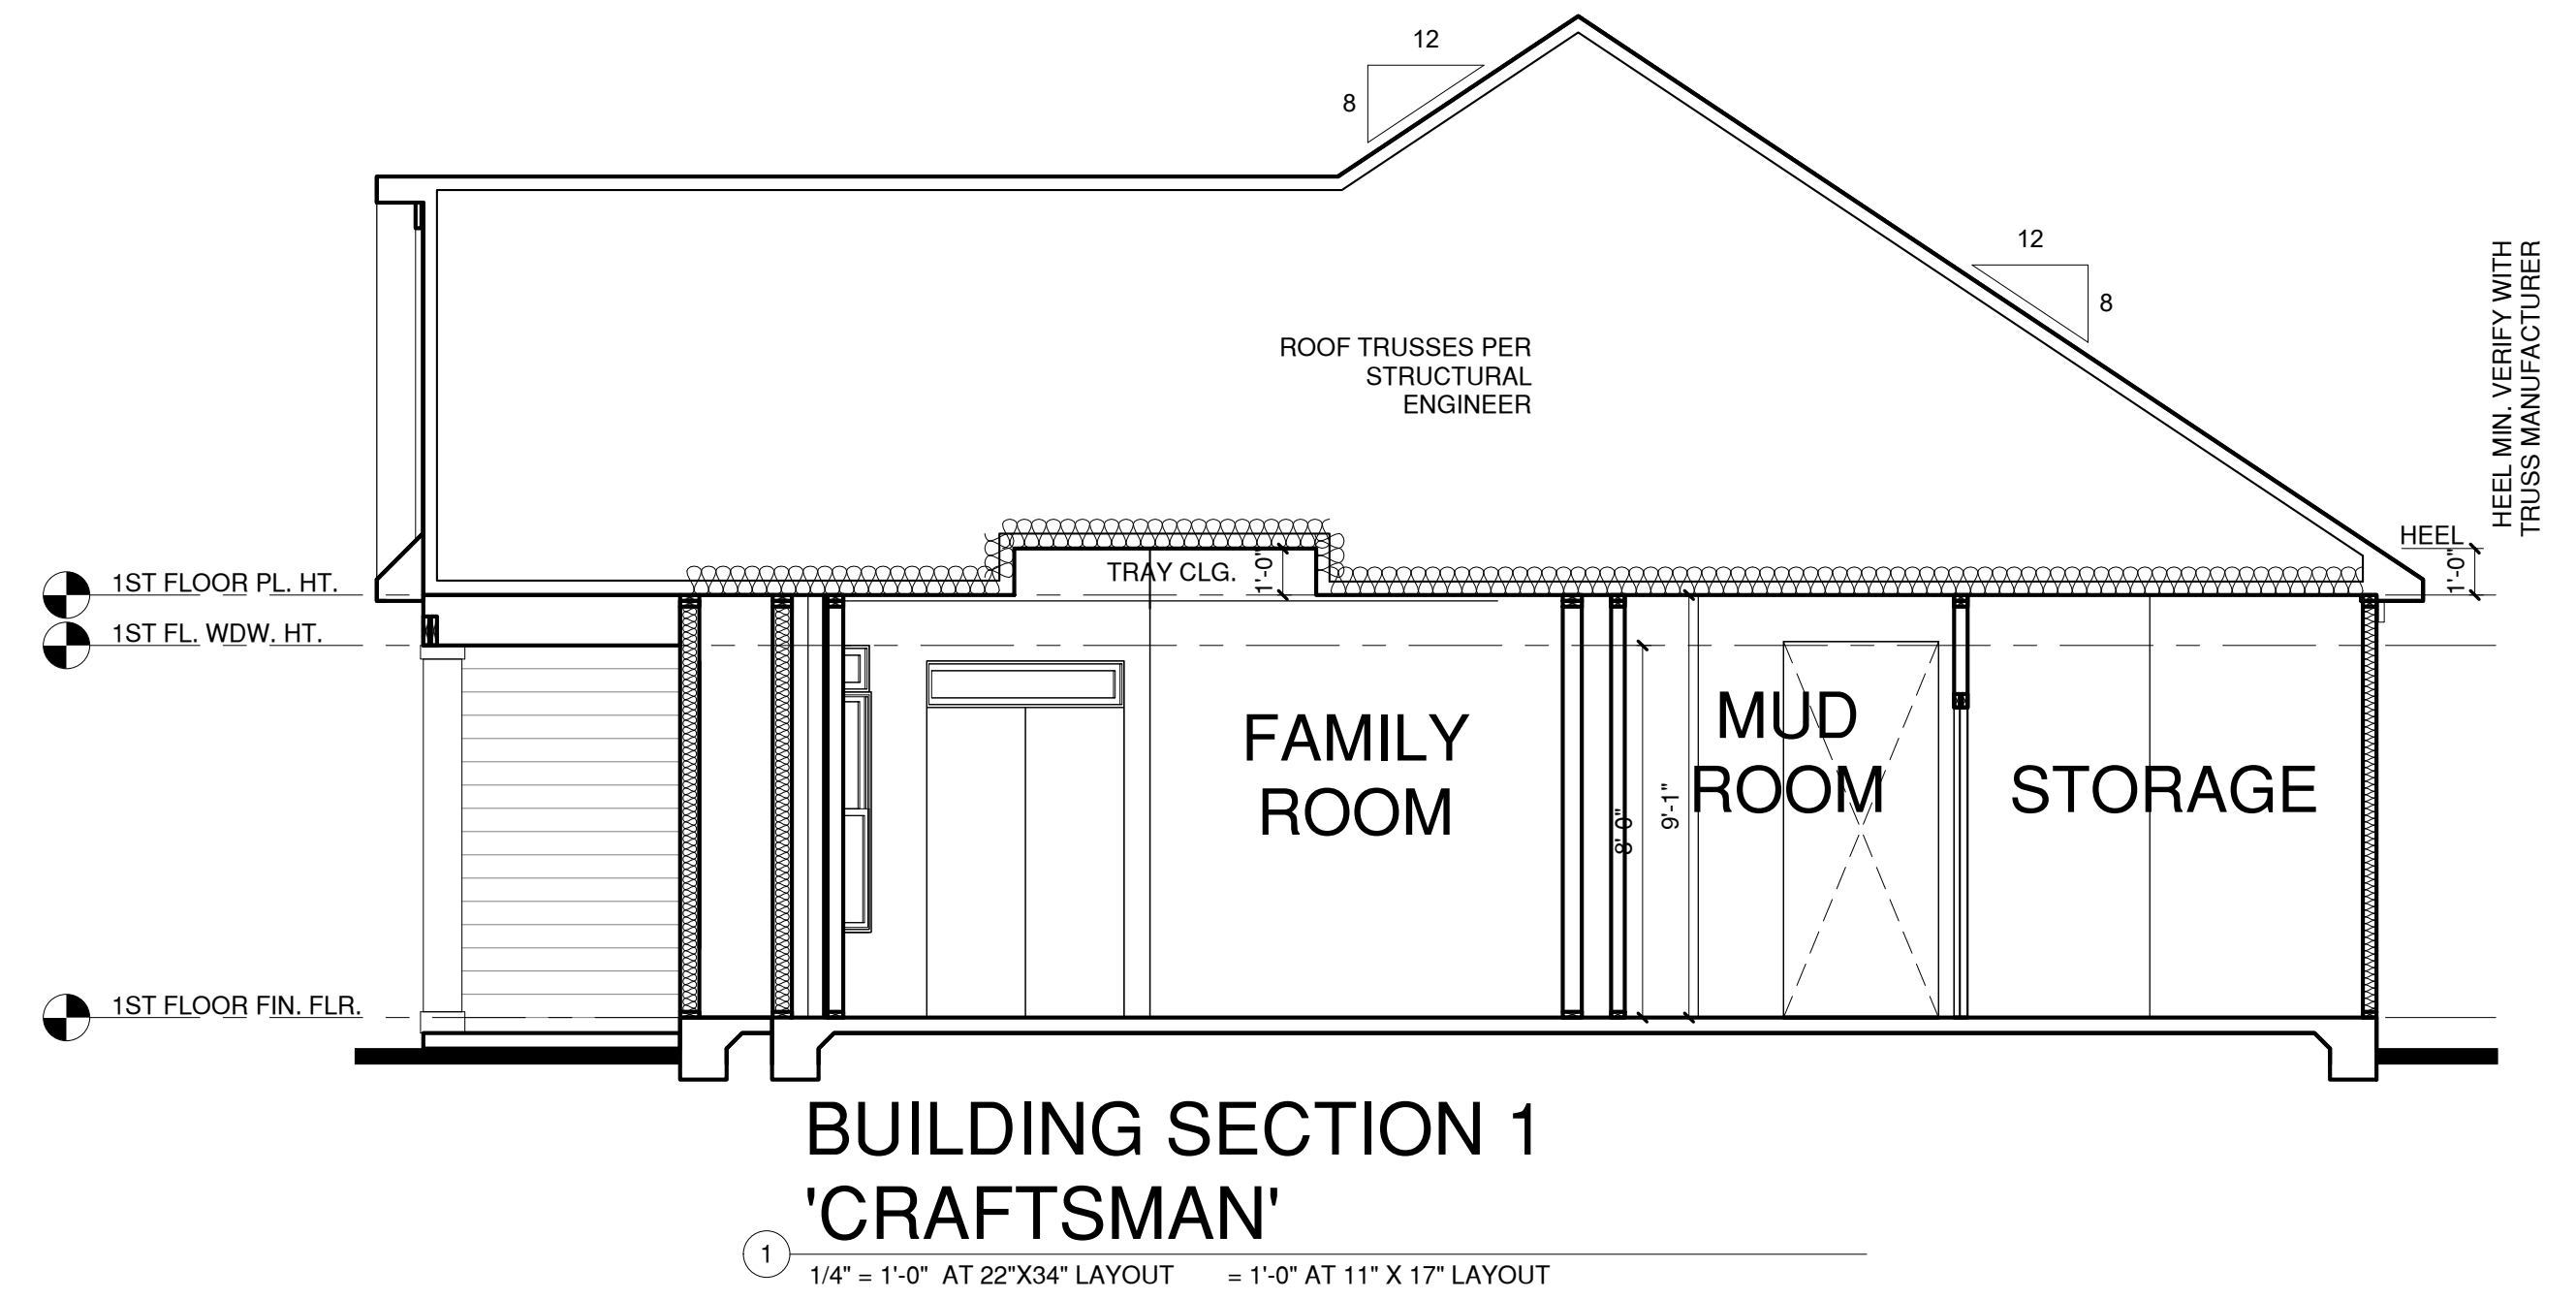 12
8
12
8
HEEL MIN. VERIFY WITH
TRUSS MANUFACTURER
ROOF TRUSSES PER
STRUCTURAL
ENGINEER
HEEL
1'-0"
1ST FLOOR PL. HT.
TRAY CLG.
1'-0"
1ST FL. WDW. HT.
FAMILY
ROOM
8'-0"
9'-1"
MUD
ROOM
STORAGE
1ST FLOOR FIN. FLR.
BUILDING SECTION 1
'CRAFTSMAN'
1
1/4" = 1'-0" AT 22"X34" LAYOUT = 1'-0" AT 11" X 17" LAYOUT